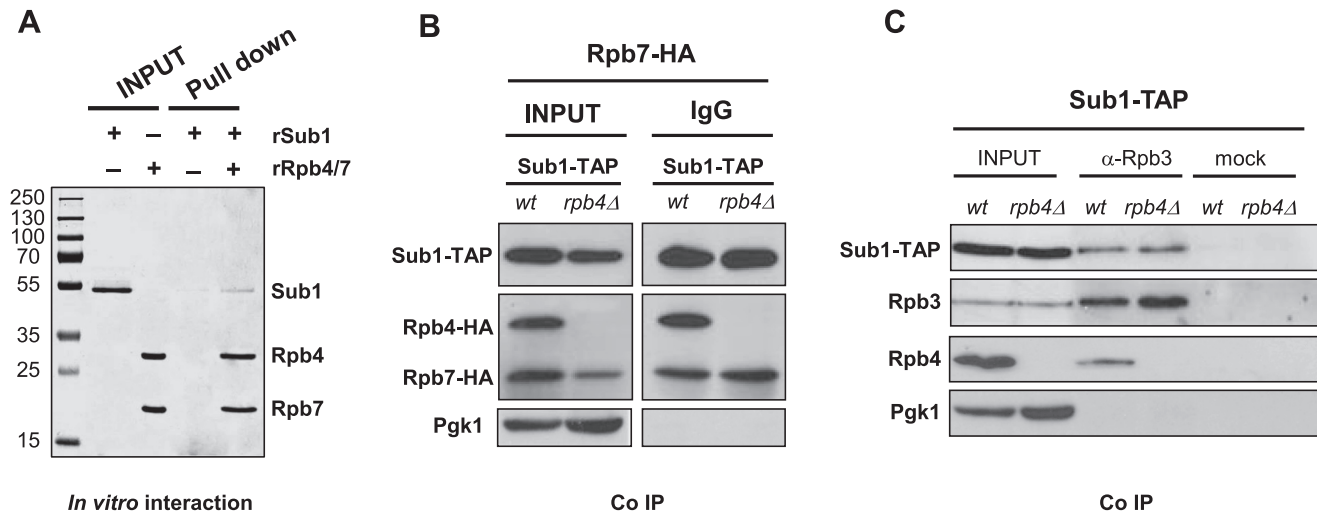 A
INPUT
Pull down
+ – + + rSub1
– + – + rRpb4/7
250
130
100
70
55
35
25
15
Sub1
Rpb4
Rpb7
In vitro interaction
B
Rpb7-HA
INPUT IgG
Sub1-TAP Sub1-TAP
wt rpb4Δ wt rpb4Δ
Sub1-TAP
Rpb4-HA
Rpb7-HA
Pgk1
Co IP
C
Sub1-TAP
INPUT α-Rpb3 mock
wt rpb4Δ wt rpb4Δ wt rpb4Δ
Sub1-TAP
Rpb3
Rpb4
Pgk1
Co IP